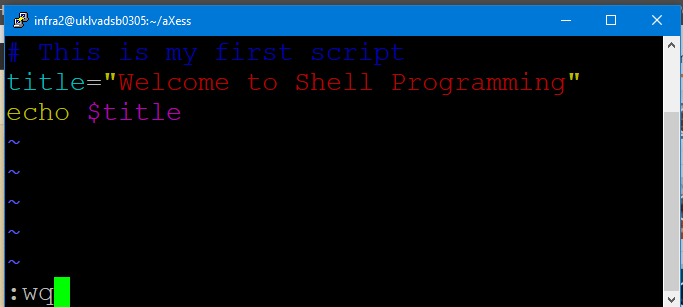 infra2@uklvadsb0305:~/aXess
# This is my first script
title="Welcome to Shell Programming"
echo $title
~
~
~
~
~
:wq